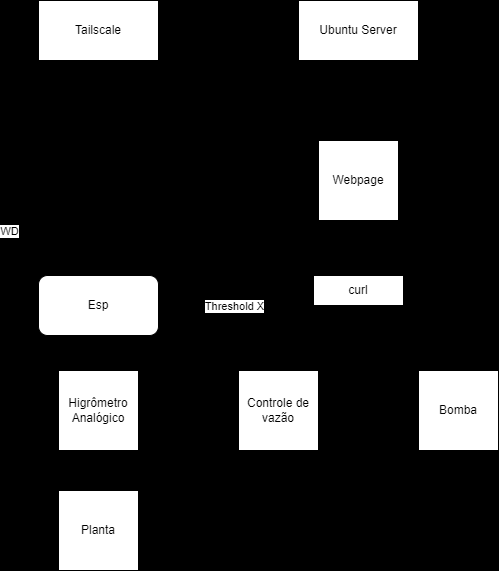 Tailscale
Ubuntu Server
Webpage
WD
Esp
Threshold X
curl
Higrômetro
Analógico
Controle de
vazão
Bomba
Planta